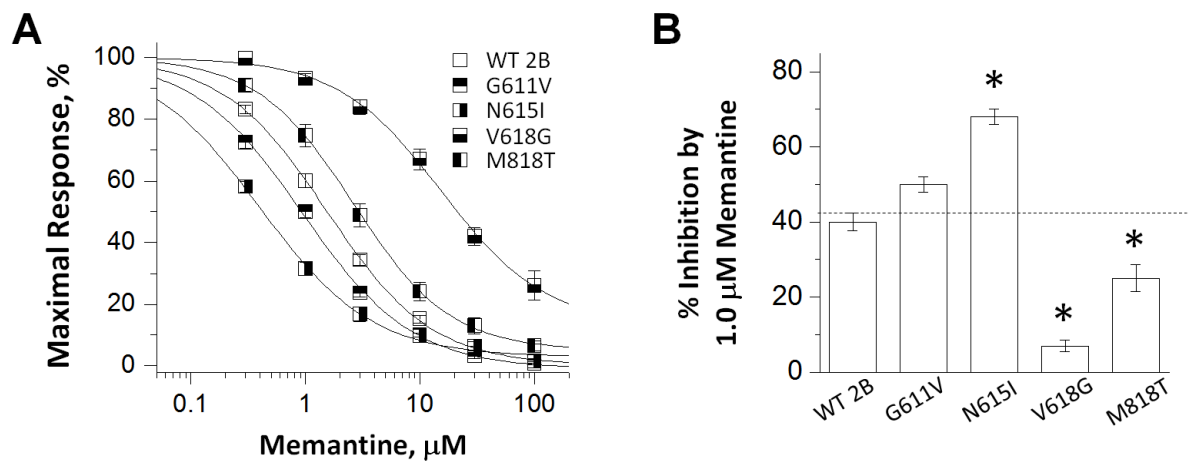 A
Maximal Response, %
100
80
60
40
20
0
0.1
1
10
100
Memantine, μM
WT 2B
G611V
N615I
V618G
M818T
B
% Inhibition by
1.0 μM Memantine
80
60
40
20
0
*
*
*
WT 2B
G611V
N615I
V618G
M818T